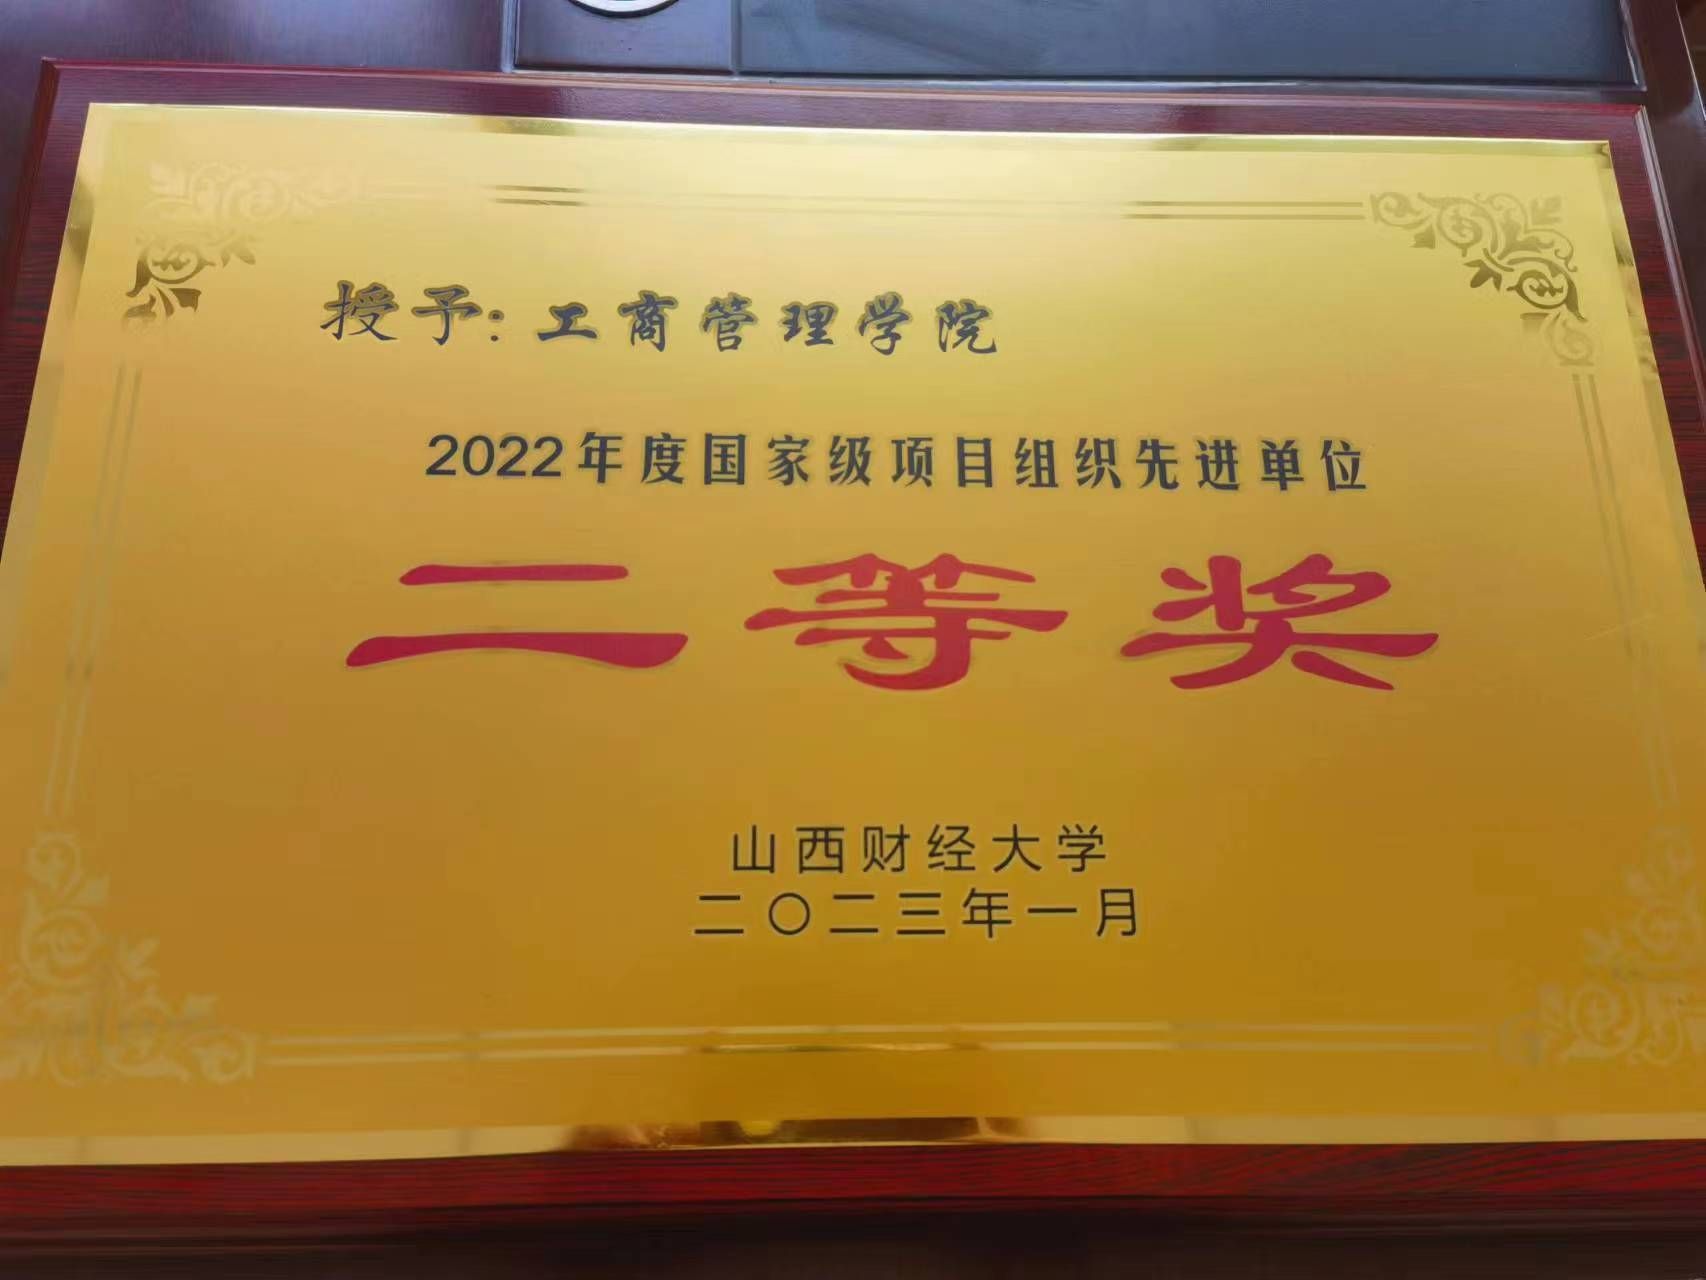 授予：工商管理学院
2022年度国家级项目组织先进单位
二等奖
山西财经大学
二〇二三年一月